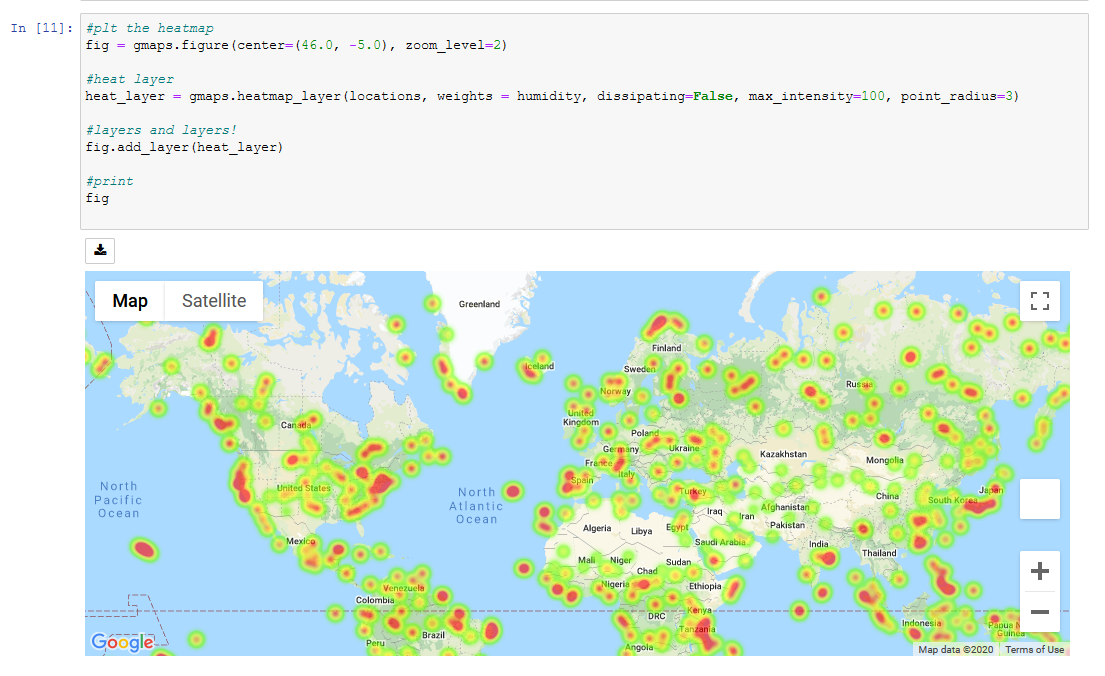 In [11]:
#plt the heatmap
fig = gmaps.figure(center=(46.0, -5.0), zoom_level=2)
#heat layer
heat_layer = gmaps.heatmap_layer(locations, weights = humidity, dissipating=False, max_intensity=100, point_radius=3)
#layers and layers!
fig.add_layer(heat_layer)
#print
fig
Map
Satellite
Greenland
Iceland
Finland
Sweden
Norway
Russia
United
Kingdom
Canada
Poland
Germany
Ukraine
Kazakhstan
France
Mongolia
Italy
Spain
North
Pacific
Ocean
United States
North
Atlantic
Ocean
Turkey
China
Japan
South Korea
Afghanistan
Iraq
Iran
Pakistan
Algeria
Libya
Egypt
Saudi Arabia
Mexico
India
Thailand
Mali
Niger
Chad
Sudan
Nigeria
Ethiopia
Venezuela
Colombia
DRC
Kenya
Indonesia
Papua N
Guinea
Tanzania
Brazil
Peru
Angola
Google
Map data ©2020
Terms of Use